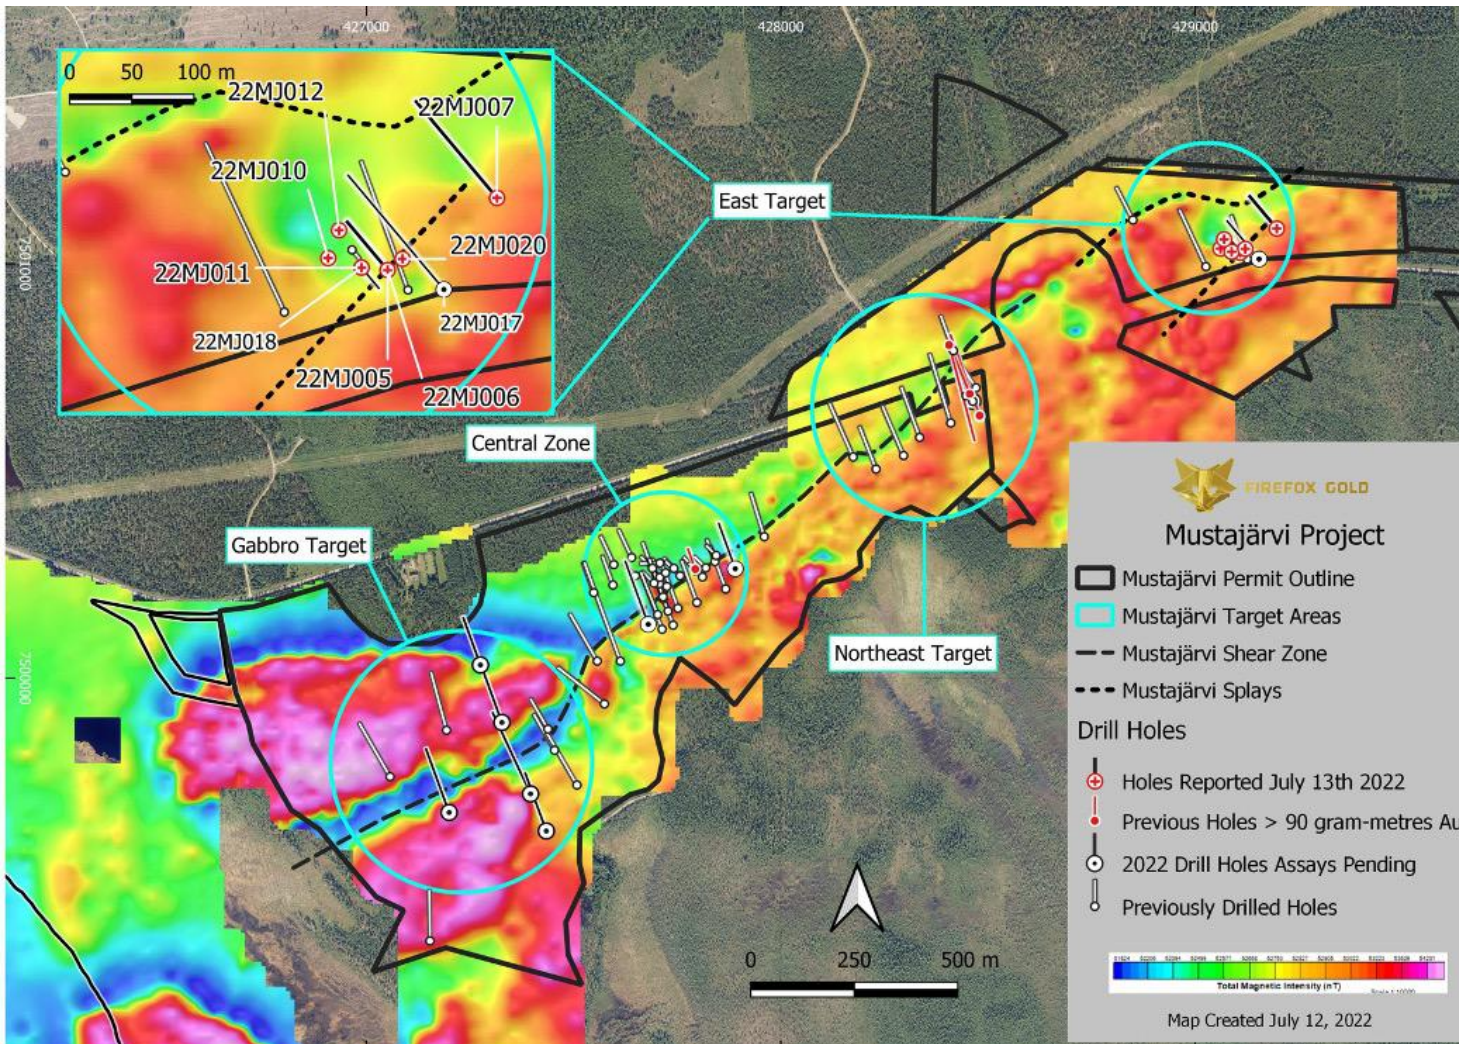 427000
428000
429000
7501000
7500000
0 50 100 m
22MJ012
22MJ007
22MJ010
22MJ011
22MJ020
22MJ018
22MJ017
22MJ005
22MJ006
East Target
Central Zone
Gabbro Target
Northeast Target
0 250 500 m
FIREFOX GOLD
Mustajärvi Project
Mustajärvi Permit Outline
Mustajärvi Target Areas
Mustajärvi Shear Zone
Mustajärvi Splays
Drill Holes
Holes Reported July 13th 2022
Previous Holes > 90 gram-metres Au
2022 Drill Holes Assays Pending
Previously Drilled Holes
Total Magnetic Intensity (nT)
Map Created July 12, 2022